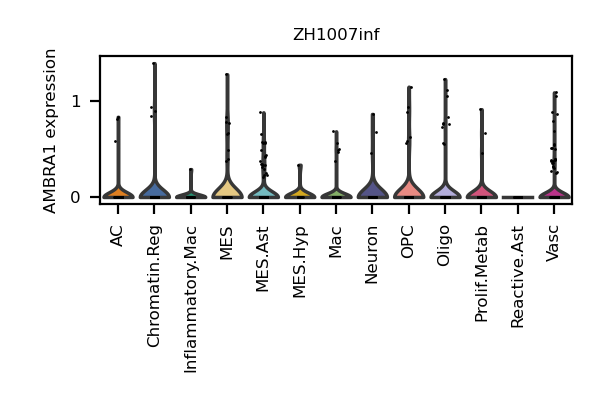 ZH1007inf
AMBRA1 expression
1
0
AC
Chromatin.Reg
Inflammatory.Mac
MES
MES.Ast
MES.Hyp
Mac
Neuron
OPC
Oligo
Prolif.Metab
Reactive.Ast
Vasc